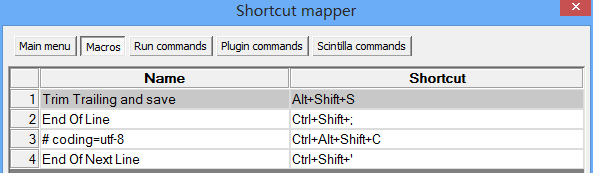 Shortcut mapper
Main menu Macros Run commands Plugin commands Scintilla commands
Name Shortcut
1 Trim Trailing and save Alt+Shift+S
2 End Of Line Ctrl+Shift+;
3 # coding=utf-8 Ctrl+Alt+Shift+C
4 End Of Next Line Ctrl+Shift+'